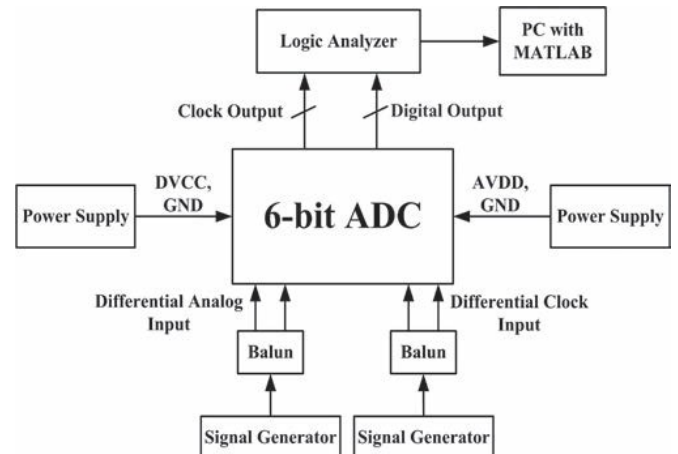 Logic Analyzer
PC with
MATLAB
Clock Output
Digital Output
DVCC,
GND
AVDD,
GND
Power Supply
6-bit ADC
Power Supply
Differential Analog
Input
Differential Clock
Input
Balun
Balun
Signal Generator
Signal Generator